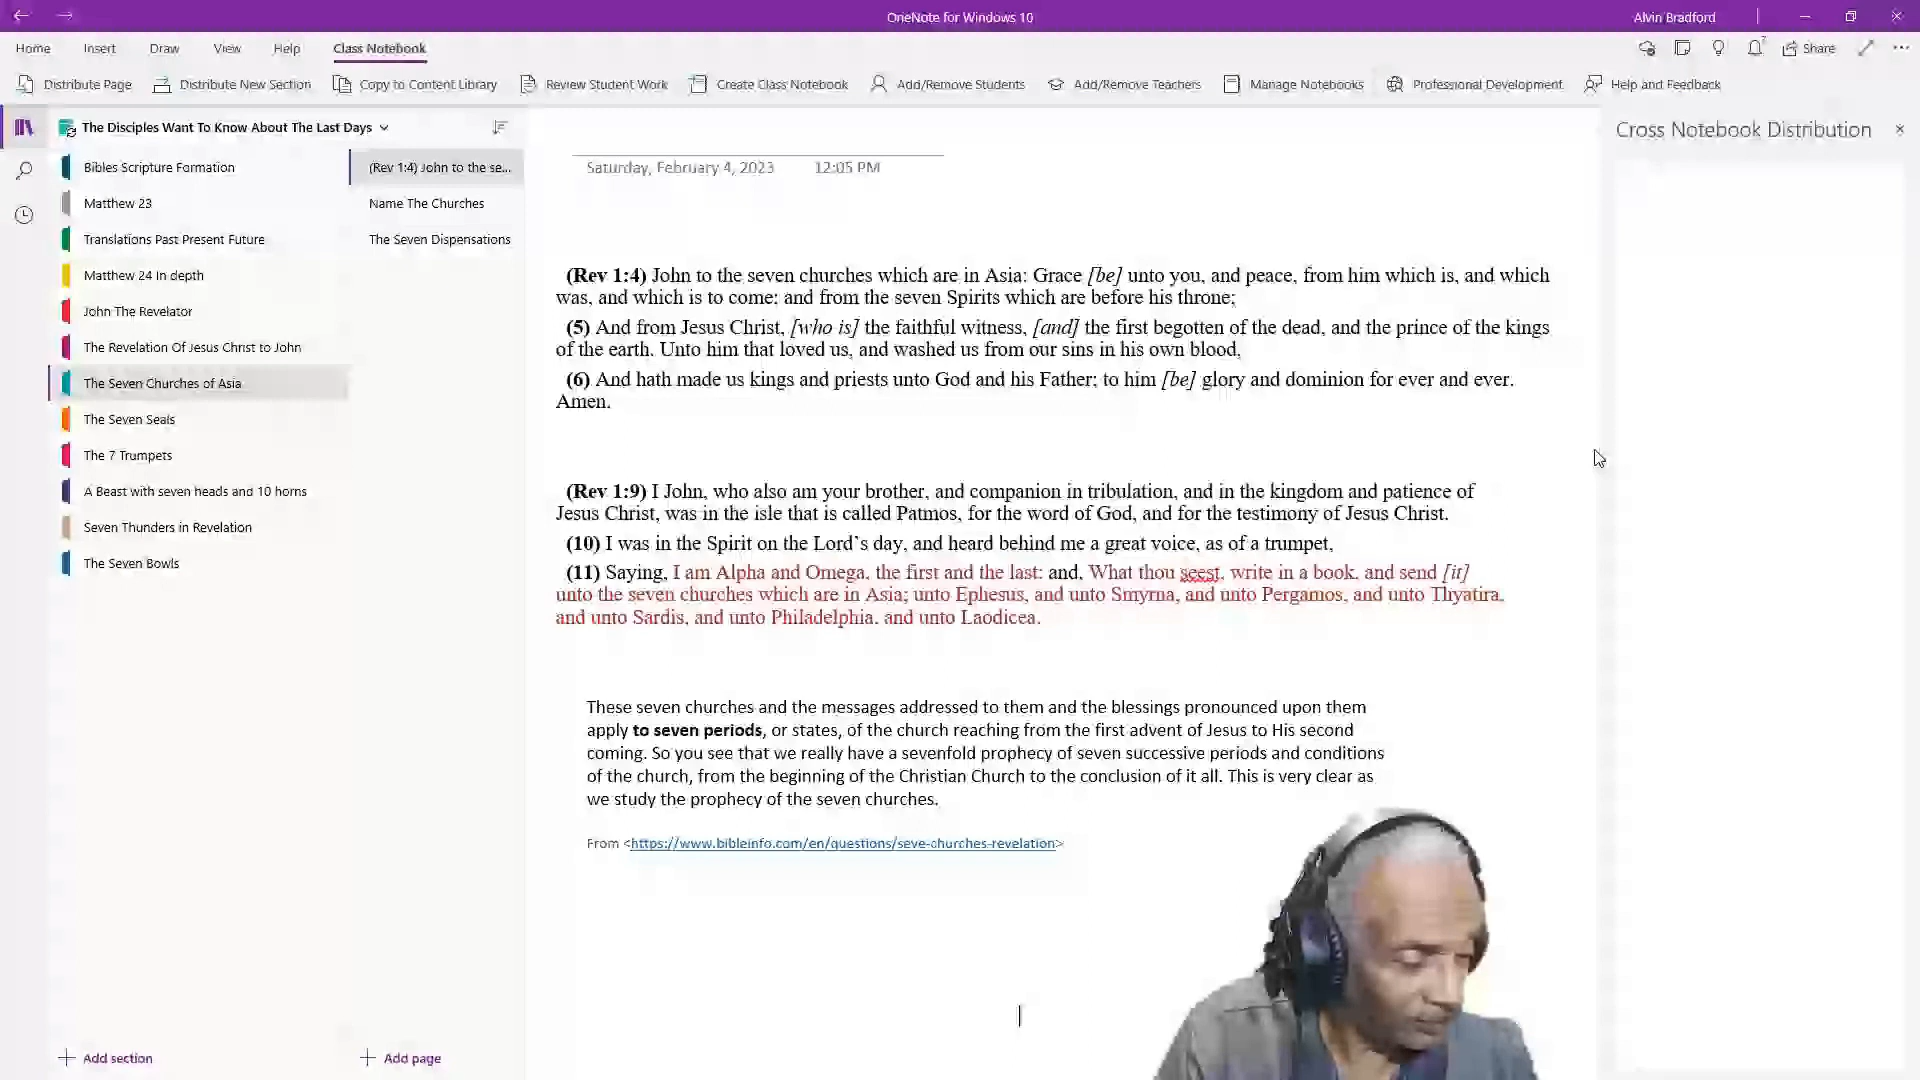 OneNote for Windows 10
Alvin Bradford
Home Insert Draw View Help Class Notebook
7
Share
Distribute Page Distribute New Section Copy to Content Library Review Student Work Create Class Notebook Add/Remove Students Add/Remove Teachers Manage Notebooks Professional Development Help and Feedback
The Disciples Want To Know About The Last Days
Bibles Scripture Formation
Matthew 23
Translations Past Present Future
Matthew 24 In depth
John The Revelator
The Revelation Of Jesus Christ to John
The Seven Churches of Asia
The Seven Seals
The 7 Trumpets
A Beast with seven heads and 10 horns
Seven Thunders in Revelation
The Seven Bowls
Add section
(Rev 1:4) John to the se...
Name The Churches
The Seven Dispensations
Add page
Saturday, February 4, 2023 12:05 PM
(Rev 1:4) John to the seven churches which are in Asia: Grace [be] unto you, and peace, from him which is, and which
was, and which is to come; and from the seven Spirits which are before his throne;
(5) And from Jesus Christ, [who is] the faithful witness, [and] the first begotten of the dead, and the prince of the kings
of the earth. Unto him that loved us, and washed us from our sins in his own blood,
(6) And hath made us kings and priests unto God and his Father; to him [be] glory and dominion for ever and ever.
Amen.
(Rev 1:9) I John, who also am your brother, and companion in tribulation, and in the kingdom and patience of
Jesus Christ, was in the isle that is called Patmos, for the word of God, and for the testimony of Jesus Christ.
(10) I was in the Spirit on the Lord's day, and heard behind me a great voice, as of a trumpet,
(11) Saying, I am Alpha and Omega, the first and the last: and, What thou seest, write in a book, and send [it]
unto the seven churches which are in Asia; unto Ephesus, and unto Smyrna, and unto Pergamos, and unto Thyatira,
and unto Sardis, and unto Philadelphia, and unto Laodicea.
These seven churches and the messages addressed to them and the blessings pronounced upon them
apply to seven periods, or states, of the church reaching from the first advent of Jesus to His second
coming. So you see that we really have a sevenfold prophecy of seven successive periods and conditions
of the church, from the beginning of the Christian Church to the conclusion of it all. This is very clear as
we study the prophecy of the seven churches.
From <https://www.bibleinfo.com/en/questions/seve-churches-revelation>
Cross Notebook Distribution